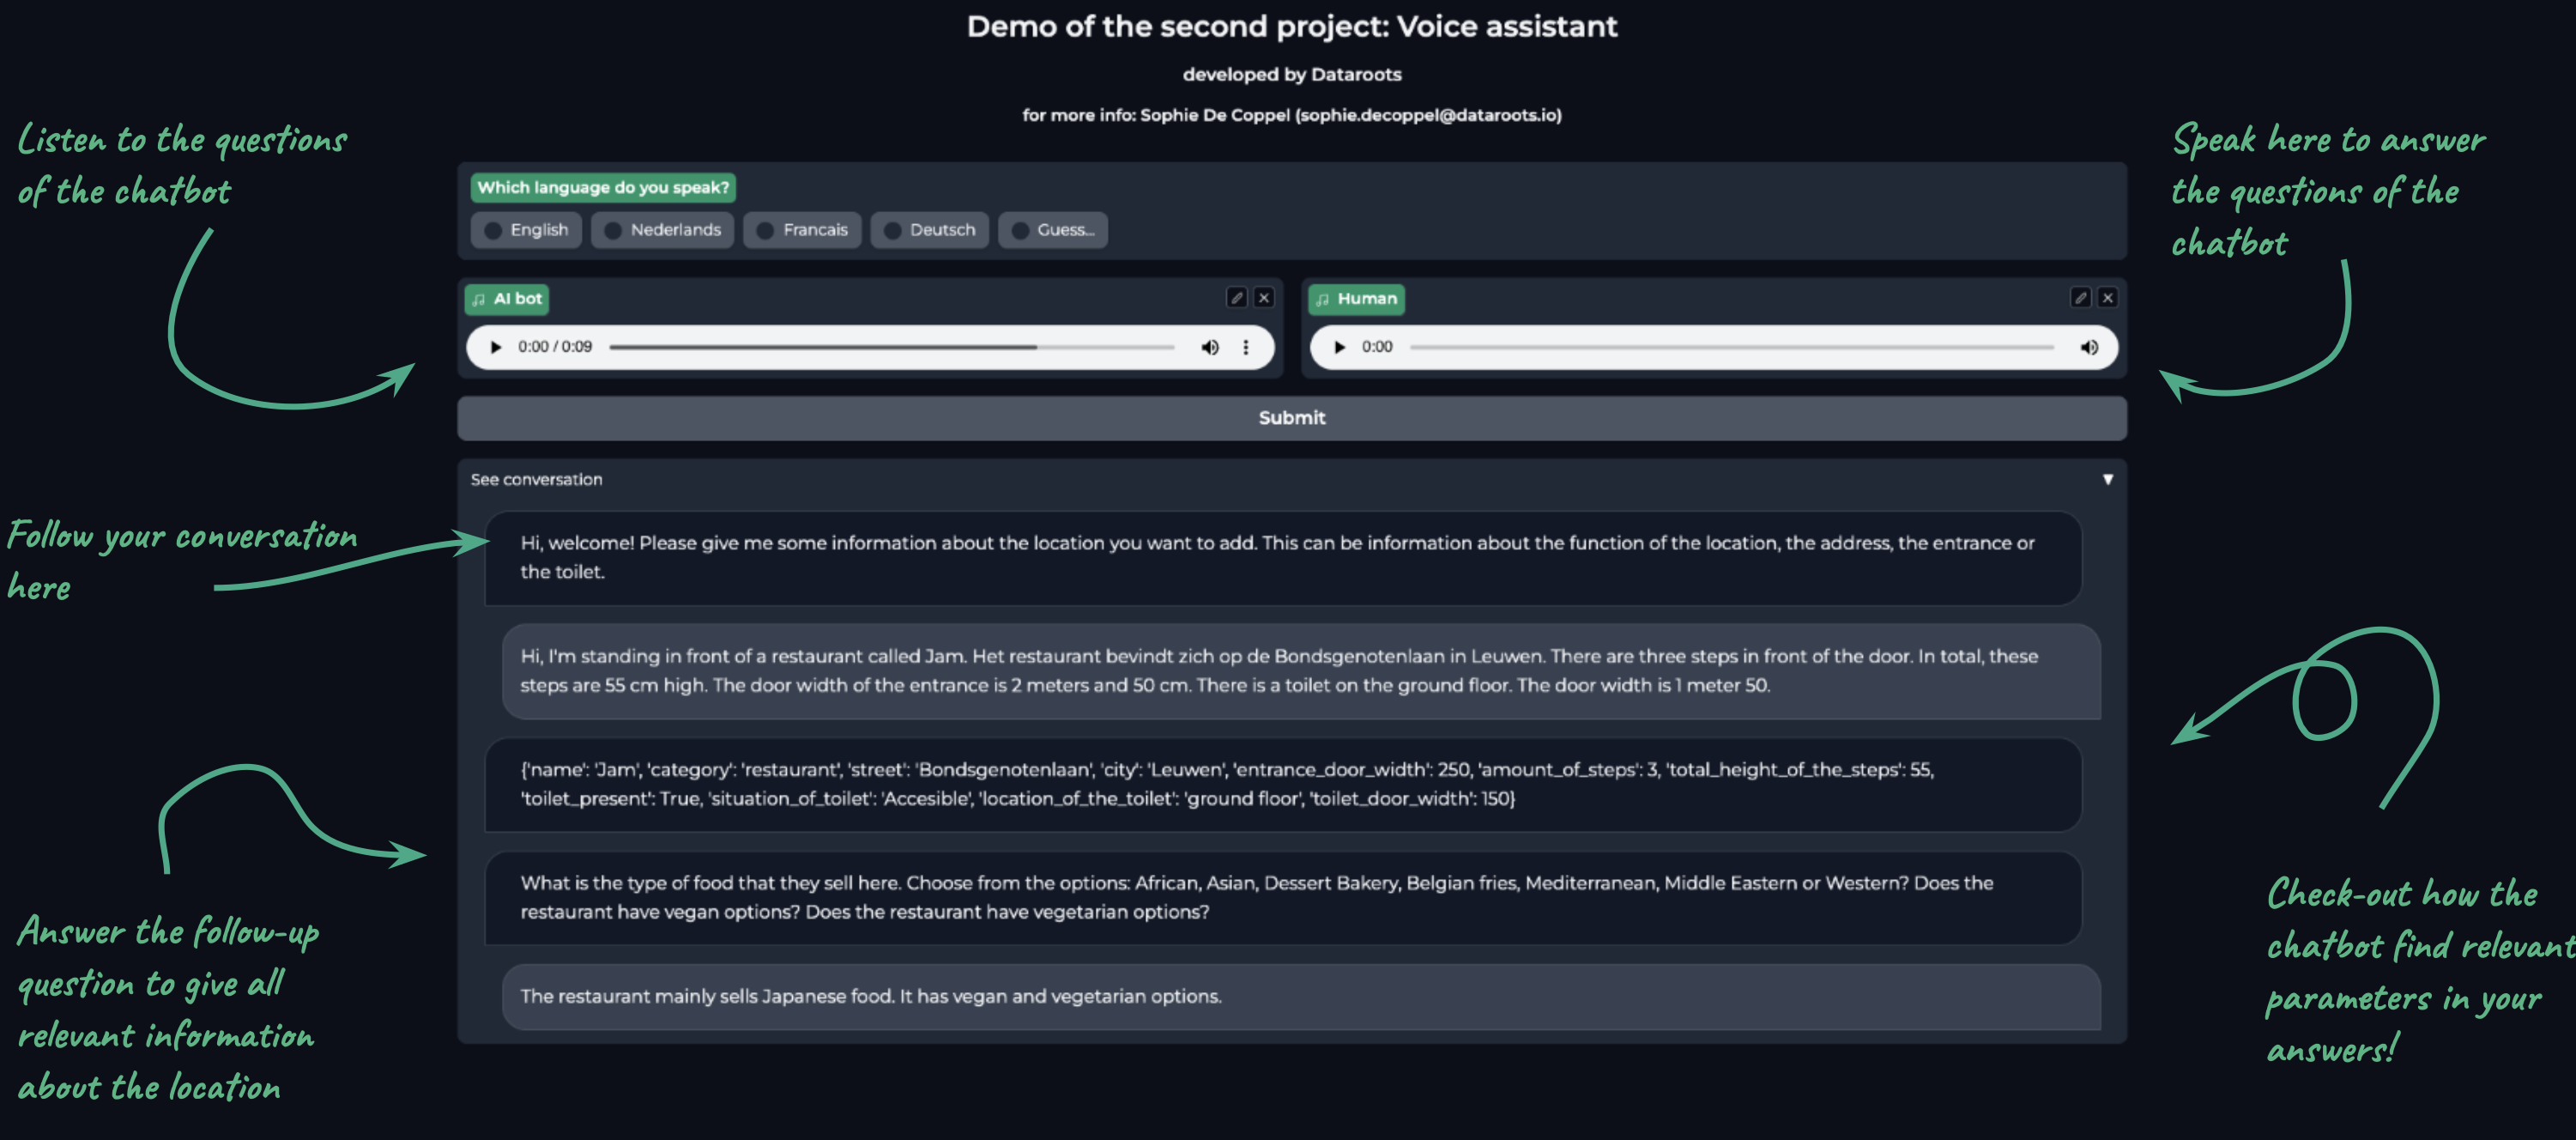 Demo of the second project: Voice assistant
developed by Dataroots
for more info: Sophie De Coppel (sophie.decoppel@dataroots.io)
Listen to the questions
of the chatbot
Speak here to answer
the questions of the
chatbot
Which language do you speak?
English
Nederlands
Francais
Deutsch
Guess...
AI bot
0:00 / 0:09
Human
0:00
Submit
See conversation
Follow your conversation
here
Hi, welcome! Please give me some information about the location you want to add. This can be information about the function of the location, the address, the entrance or
the toilet.
Hi, I'm standing in front of a restaurant called Jam. Het restaurant bevindt zich op de Bondsgenotenlaan in Leuwen. There are three steps in front of the door. In total, these
steps are 55 cm high. The door width of the entrance is 2 meters and 50 cm. There is a toilet on the ground floor. The door width is 1 meter 50.
{'name': 'Jam', 'category': 'restaurant', 'street': 'Bondsgenotenlaan', 'city': 'Leuwen', 'entrance_door_width': 250, 'amount_of_steps': 3, 'total_height_of_the_steps': 55,
'toilet_present': True, 'situation_of_toilet': 'Accesible', 'location_of_the_toilet': 'ground floor', 'toilet_door_width': 150}
What is the type of food that they sell here. Choose from the options: African, Asian, Dessert Bakery, Belgian fries, Mediterranean, Middle Eastern or Western? Does the
restaurant have vegan options? Does the restaurant have vegetarian options?
The restaurant mainly sells Japanese food. It has vegan and vegetarian options.
Answer the follow-up
question to give all
relevant information
about the location
Check-out how the
chatbot find relevant
parameters in your
answers!